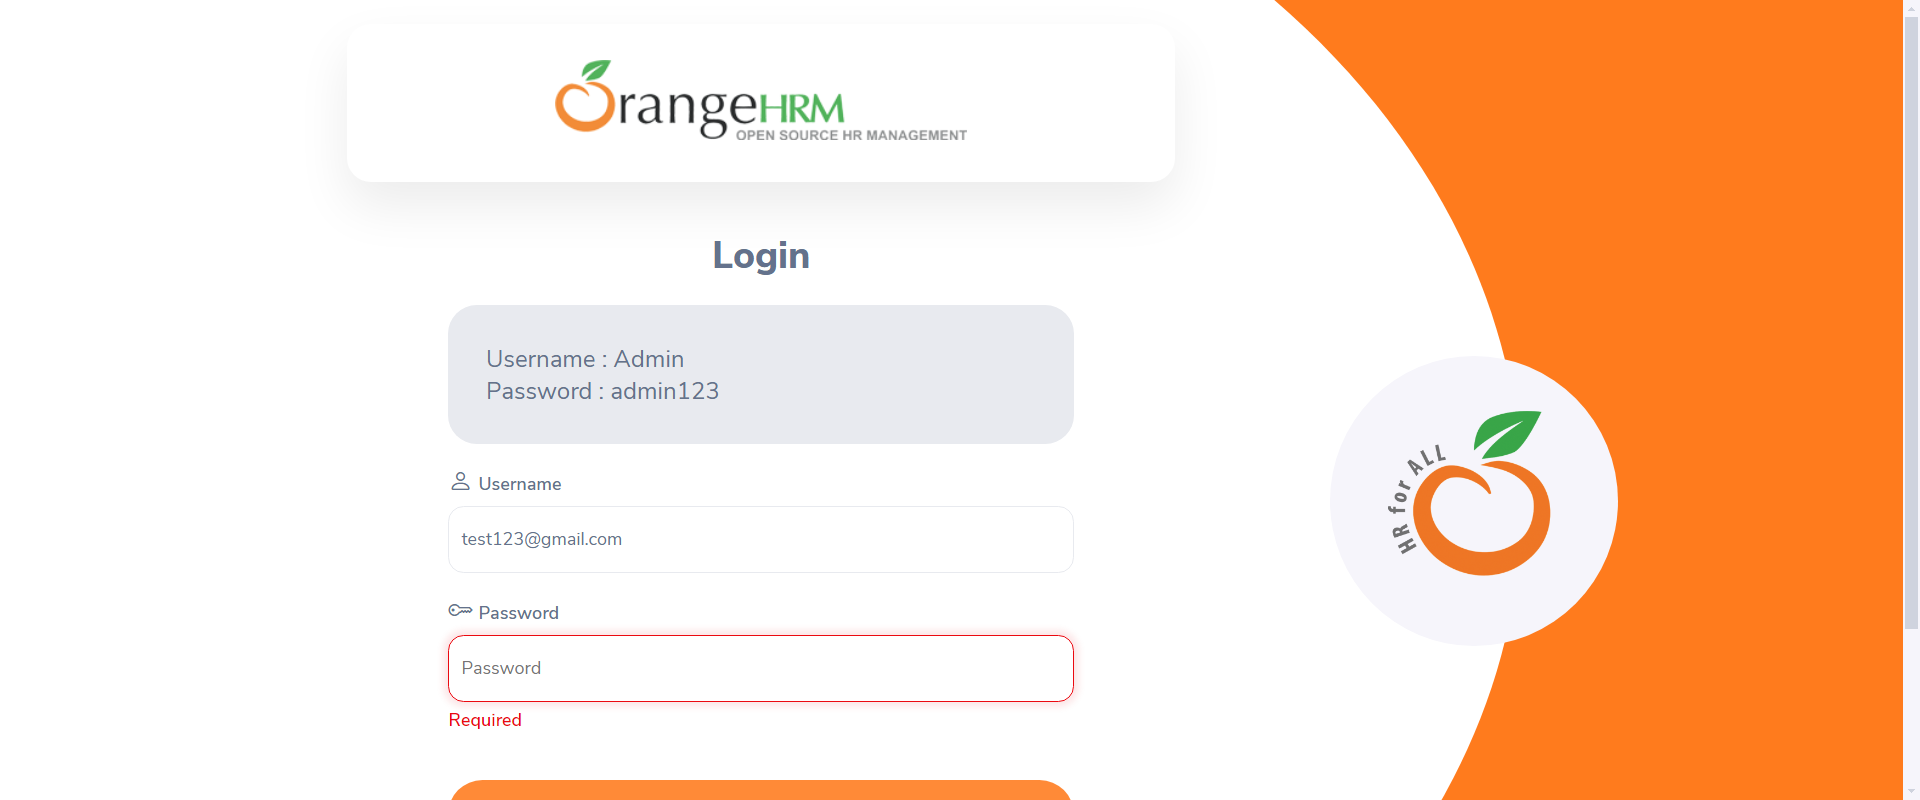 OrangeHRM
OPEN SOURCE HR MANAGEMENT
Login
Username : Admin
Password : admin123
Username
test123@gmail.com
Password
Password
Required
HR for ALL